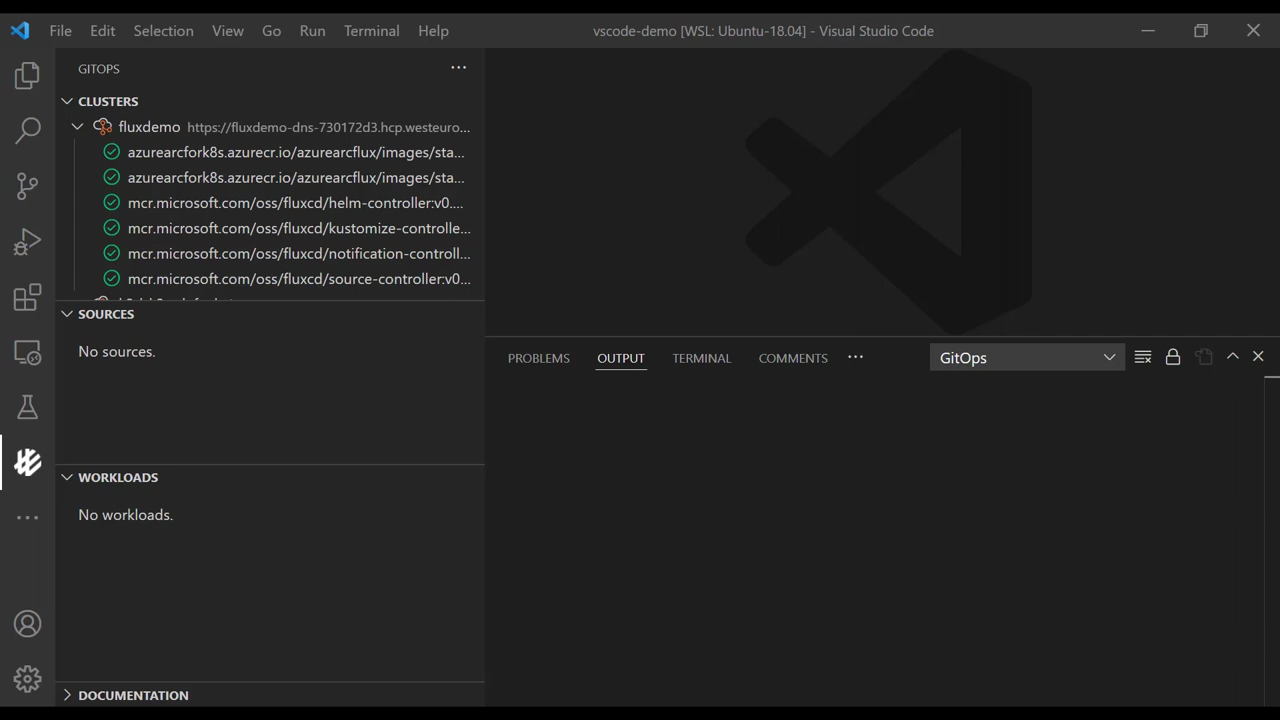 File Edit Selection View Go Run Terminal Help
vscode-demo [WSL: Ubuntu-18.04] - Visual Studio Code
GITOPS
CLUSTERS
fluxdemo https://fluxdemo-dns-730172d3.hcp.westeuro...
azurearcfork8s.azurecr.io/azurearcflux/images/sta...
azurearcfork8s.azurecr.io/azurearcflux/images/sta...
mcr.microsoft.com/oss/fluxcd/helm-controller:v0....
mcr.microsoft.com/oss/fluxcd/kustomize-controlle...
mcr.microsoft.com/oss/fluxcd/notification-controll...
mcr.microsoft.com/oss/fluxcd/source-controller:v0...
SOURCES
No sources.
WORKLOADS
No workloads.
DOCUMENTATION
PROBLEMS OUTPUT TERMINAL COMMENTS ···
GitOps